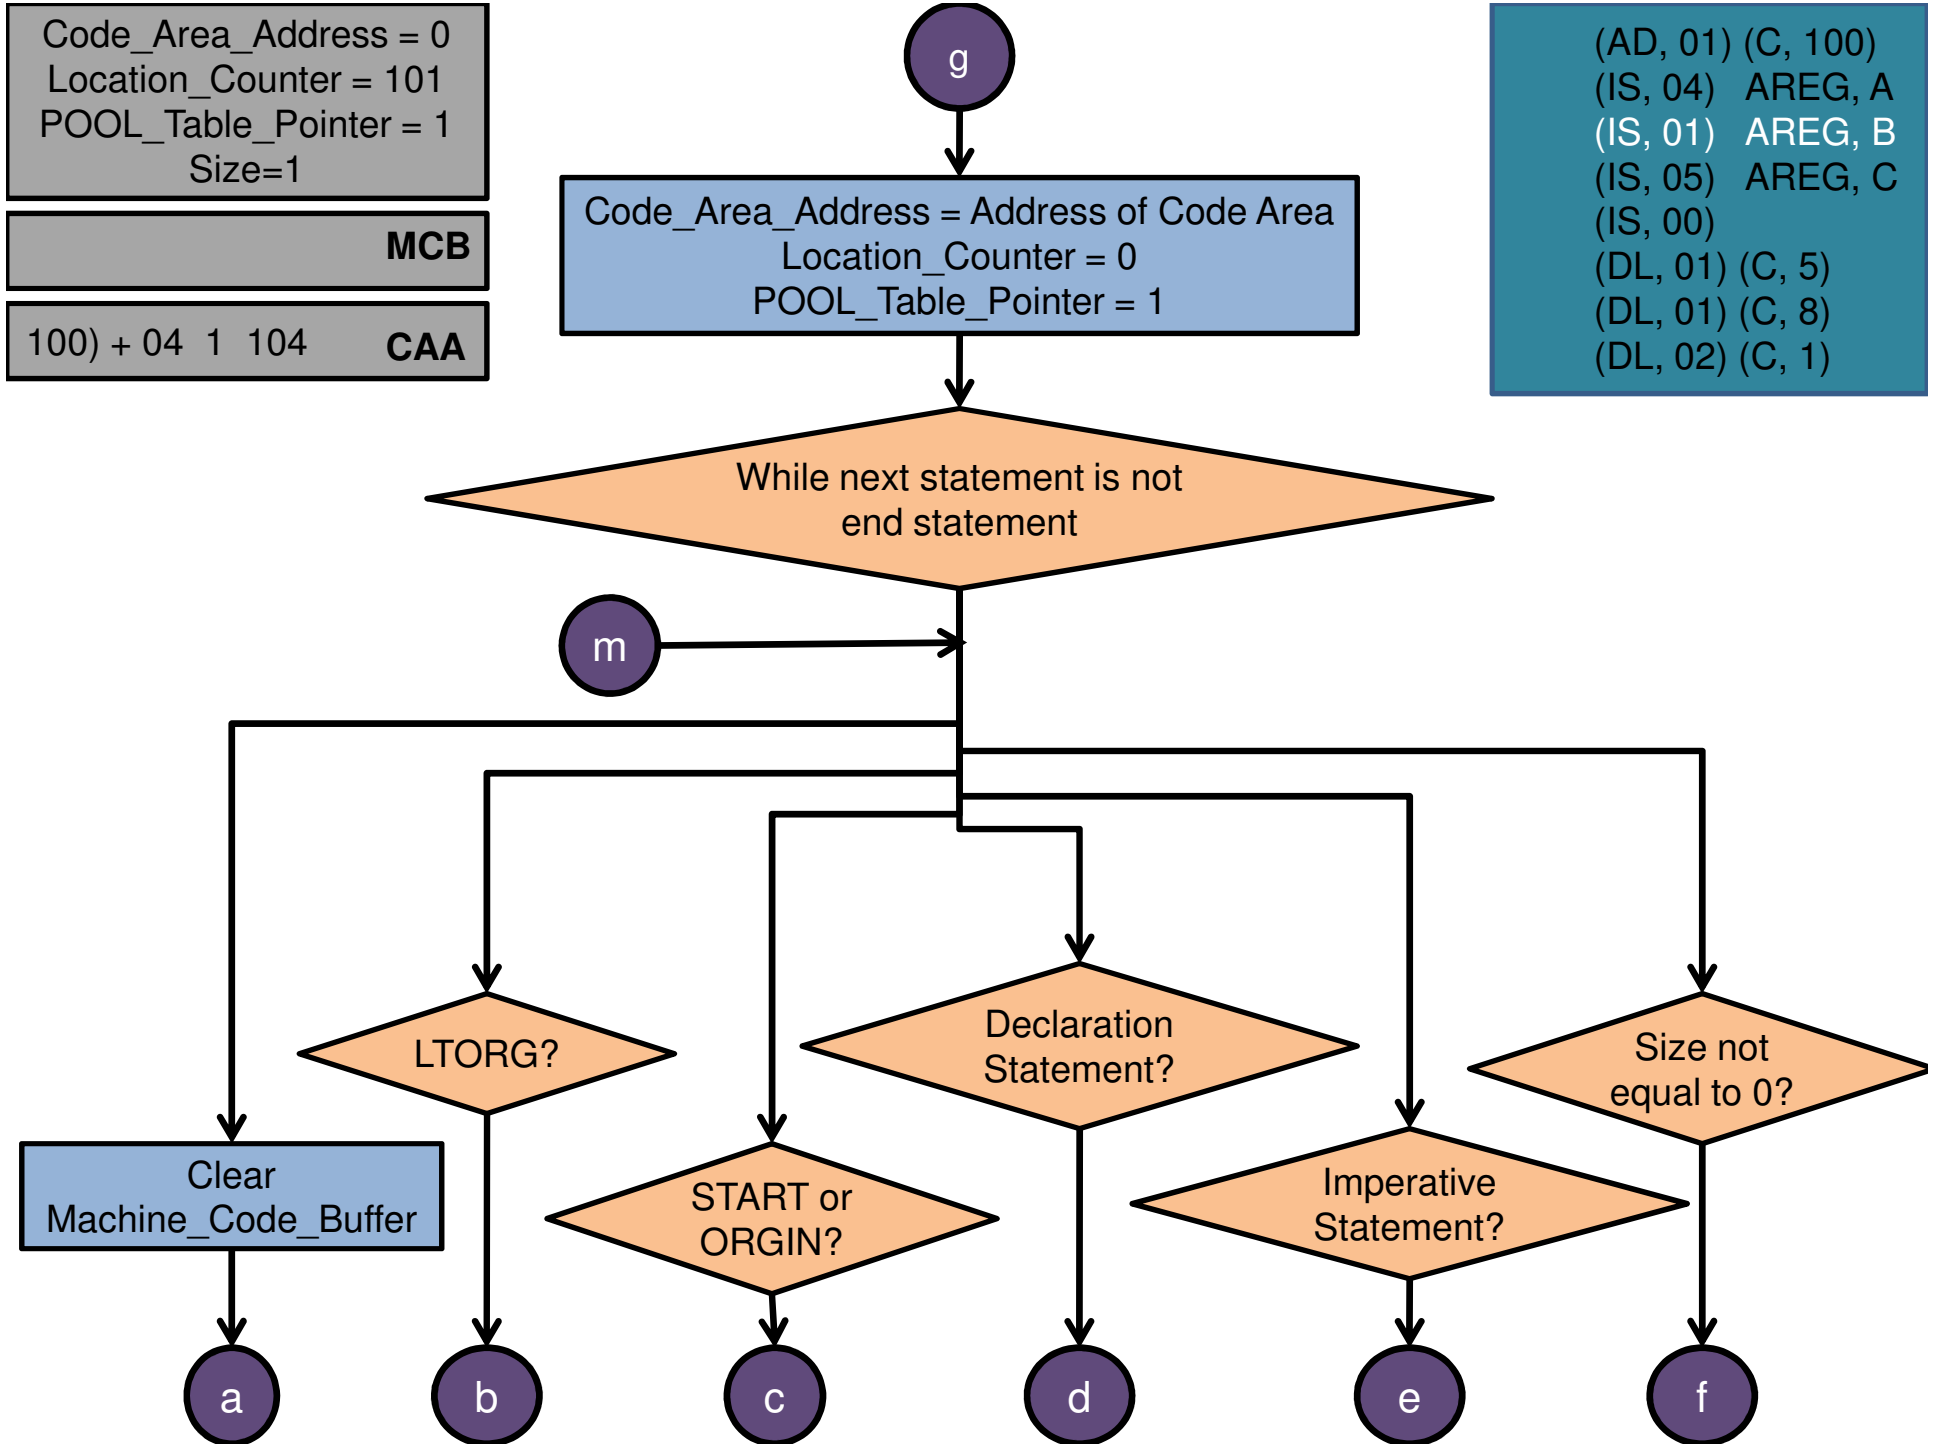 Code_Area_Address = 0
Location_Counter = 101
POOL_Table_Pointer = 1
Size=1
MCB
100) + 04 1 104 CAA
g
Code_Area_Address = Address of Code Area
Location_Counter = 0
POOL_Table_Pointer = 1
(AD, 01) (C, 100)
(IS, 04) AREG, A
(IS, 01) AREG, B
(IS, 05) AREG, C
(IS, 00)
(DL, 01) (C, 5)
(DL, 01) (C, 8)
(DL, 02) (C, 1)
While next statement is not
end statement
m
Clear
Machine_Code_Buffer
LTORG?
START or
ORGIN?
Declaration
Statement?
Imperative
Statement?
Size not
equal to 0?
a
b
c
d
e
f